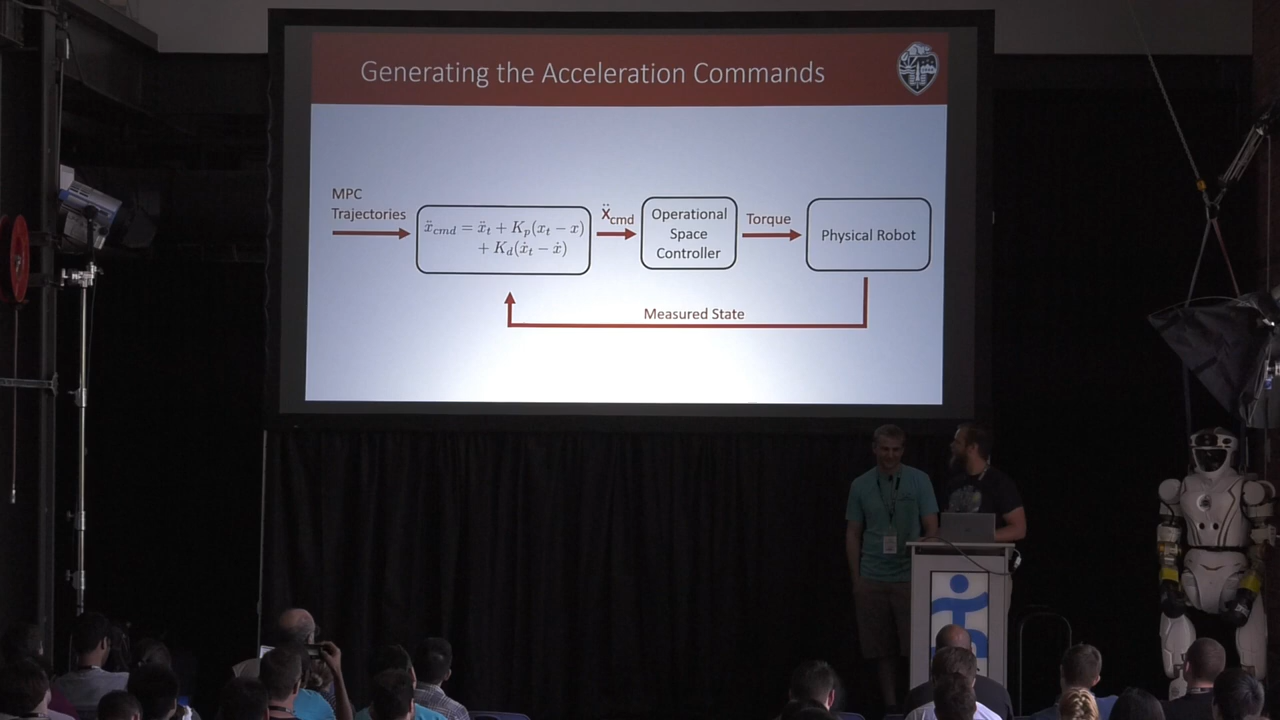 Generating the Acceleration Commands
MPC
Trajectories
ẍ_cmd = ẍ_t + K_p(x_t − x)
+ K_d(ẋ_t − ẋ)
Ẍ_cmd
Operational
Space
Controller
Torque
Physical Robot
Measured State